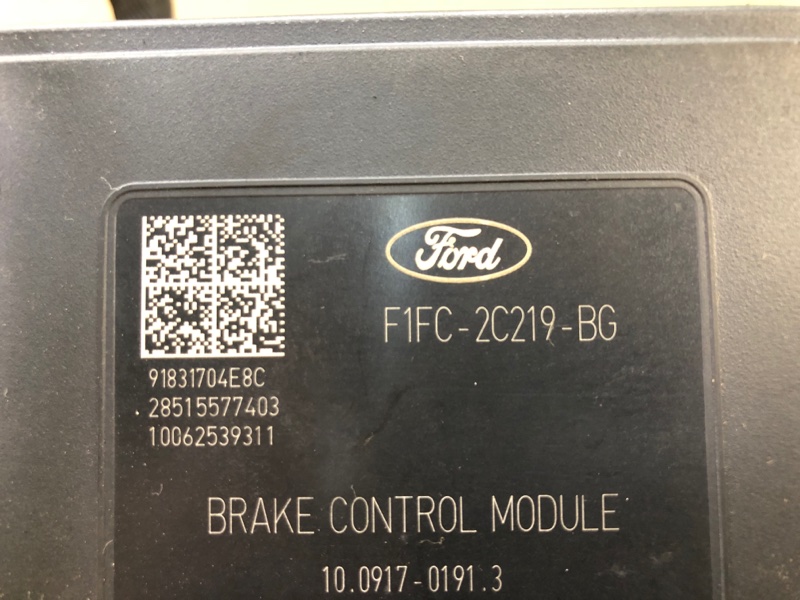 Ford
F1FC-2C219-BG
91831704E8C
28515577403
10062539311
BRAKE CONTROL MODULE
10.0917-0191.3